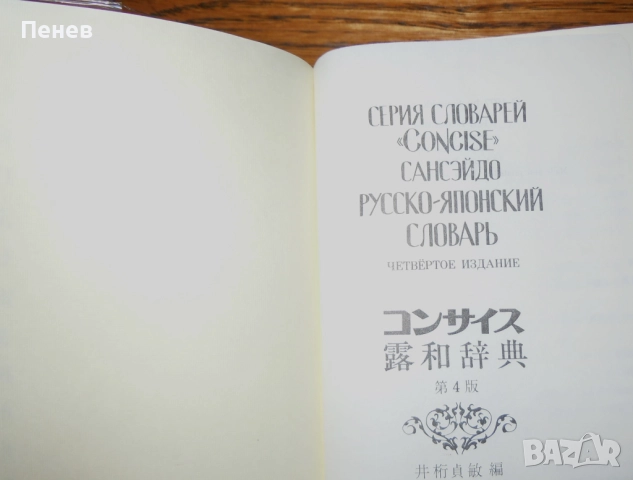 Пенев
СЕРИЯ СЛОВАРЕЙ
«CONCISE»
САНСЭЙДО
РУССКО-ЯПОНСКИЙ
СЛОВАРЬ
ЧЕТВЁРТОЕ ИЗДАНИЕ
コンサイス
露和辞典
第4版
井桁貞敏 編
BAZAR